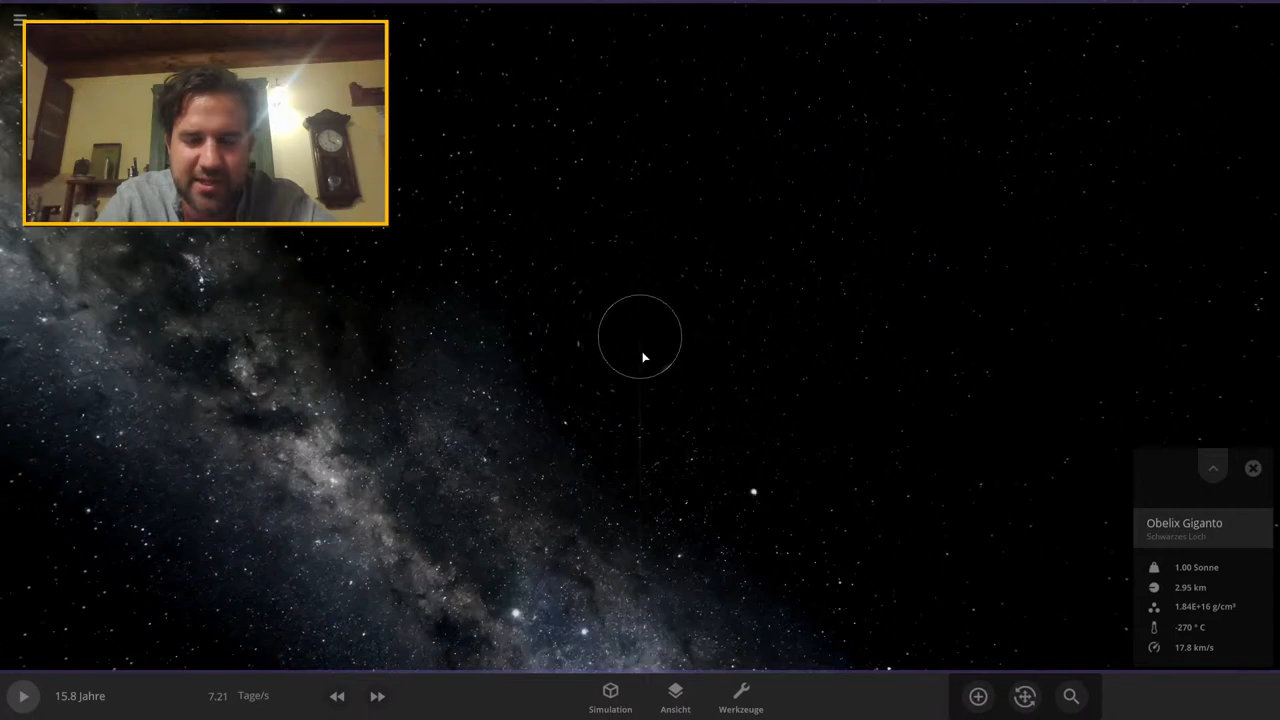 Obelix Giganto
Schwarzes Loch
1.00 Sonne
2.95 km
1.84E+16 g/cm³
-270 ° C
17.8 km/s
15.8 Jahre
7.21 Tage/s
Simulation
Ansicht
Werkzeuge